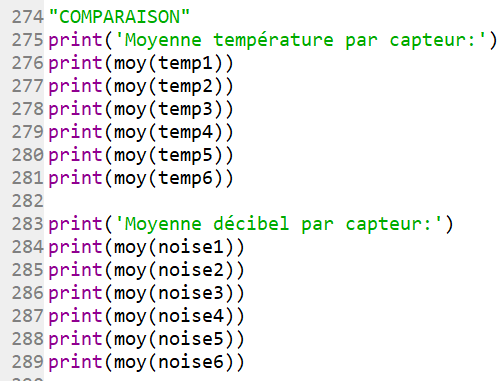 274 "COMPARAISON"
275 print('Moyenne température par capteur:')
276 print(moy(temp1))
277 print(moy(temp2))
278 print(moy(temp3))
279 print(moy(temp4))
280 print(moy(temp5))
281 print(moy(temp6))
282
283 print('Moyenne décibel par capteur:')
284 print(moy(noise1))
285 print(moy(noise2))
286 print(moy(noise3))
287 print(moy(noise4))
288 print(moy(noise5))
289 print(moy(noise6))